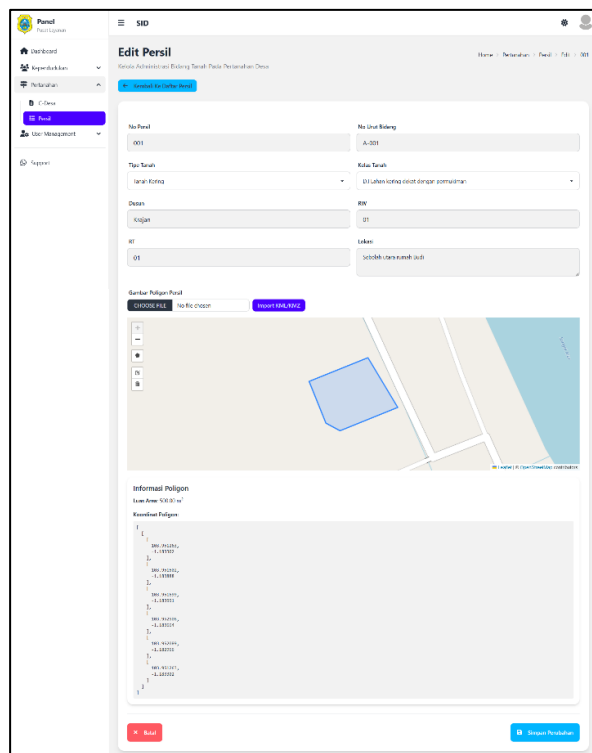 Panel
Pusat Layanan
SID
Dashboard
Kependudukan
Pertanahan
C-Desa
Persil
User Management
Support
Edit Persil
Kelola Administrasi Bidang Tanah Pada Pertanahan Desa
Home Pertanahan Persil Edit 001
Kembali Ke Daftar Persil
No Persil
001
No Urut Bidang
A-001
Tipe Tanah
Tanah Kering
Kelas Tanah
D1 Lahan kering dekat dengan permukiman
Dusun
Krajan
RW
01
RT
01
Lokasi
Sebelah utara rumah Budi
Gambar Poligon Persil
CHOOSE FILE No file chosen Import KML/KMZ
Leaflet | © OpenStreetMap contributors
Informasi Poligon
Luas Area: 500.00 m²
Koordinat Poligon:
[
[
[
],
[
],
[
],
[
],
[
],
[
]
]
]
Batal
Simpan Perubahan